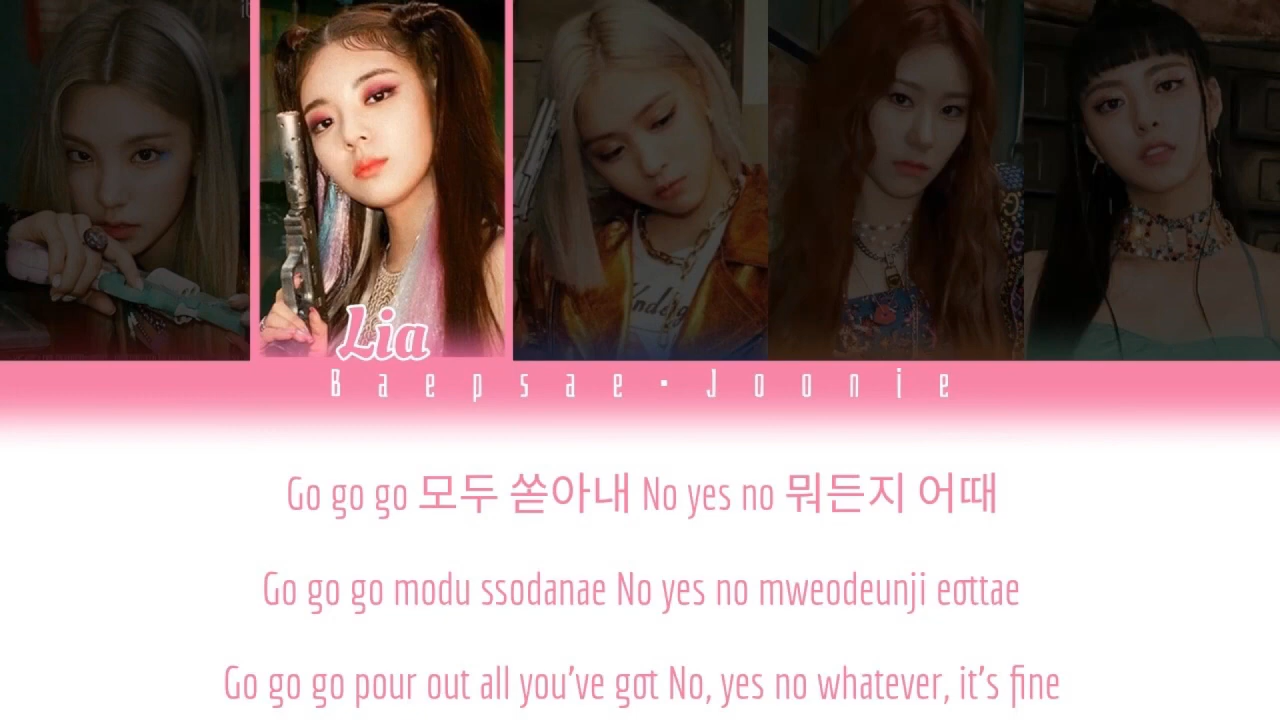 Lia
Baepsae·Joonie
Go go go 모두 쏟아내 No yes no 뭐든지 어때
Go go go modu ssodanae No yes no mweodeunji eottae
Go go go pour out all you've got No, yes no whatever, it's fine